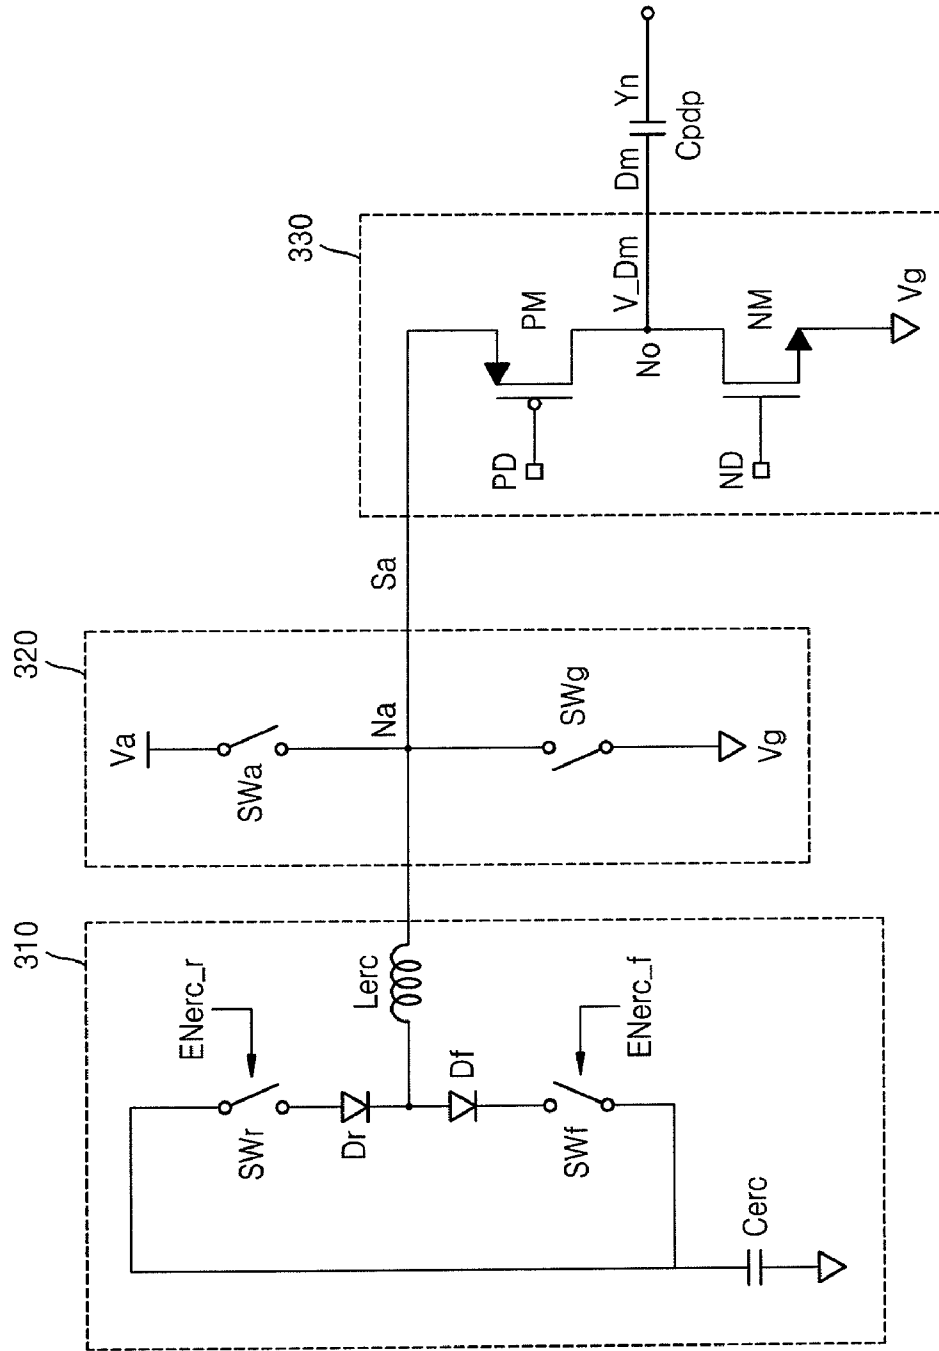 310
ENerc_r
SWr
Dr
Lerc
Df
SWf
ENerc_f
Cerc
320
Va
SWa
Na
SWg
Vg
Sa
330
PD
PM
V_Dm
No
ND
NM
Vg
Dm
Yn
Cpdp